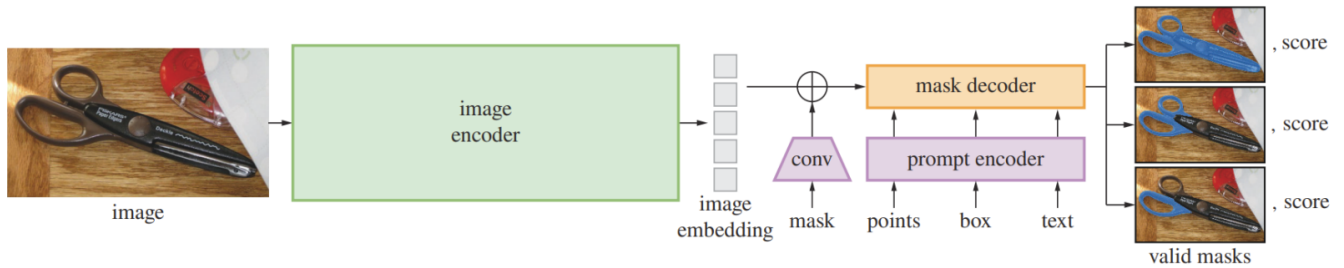 image
encoder
image
image
embedding
conv
mask
mask decoder
prompt encoder
points
box
text
, score
, score
, score
valid masks